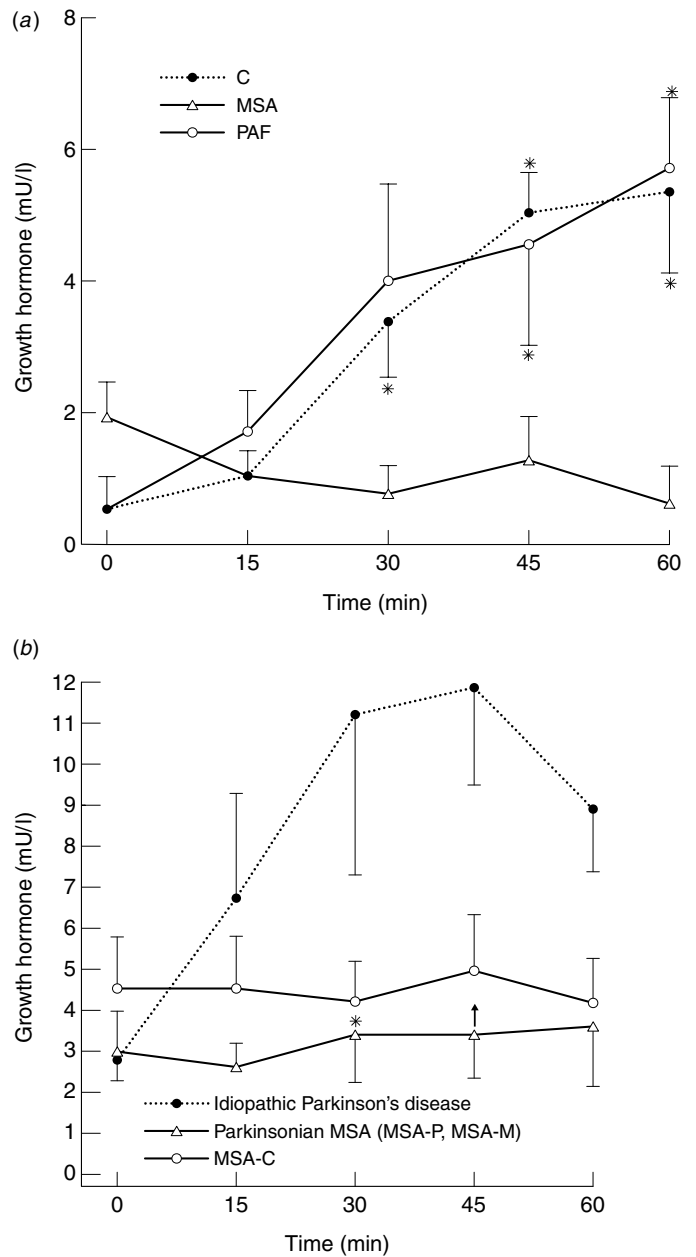 (a)
8
6
4
2
0
Growth hormone (mU/l)
C
MSA
PAF
*
*
*
*
*
0 15 30 45 60
Time (min)
(b)
12
11
10
9
8
7
6
5
4
3
2
1
0
Growth hormone (mU/l)
*
Idiopathic Parkinson's disease
Parkinsonian MSA (MSA-P, MSA-M)
MSA-C
0 15 30 45 60
Time (min)